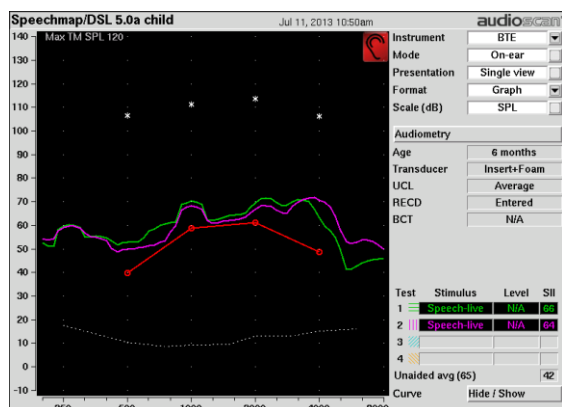 Speechmap/DSL 5.0a child
Jul 11, 2013 10:50am
audioscan
Max TM SPL 120
140
130
120
110
100
90
80
70
60
50
40
30
20
10
0
-10
250
500
1000
2000
4000
8000
Instrument BTE
Mode On-ear
Presentation Single view
Format Graph
Scale (dB) SPL
Audiometry
Age 6 months
Transducer Insert+Foam
UCL Average
RECD Entered
BCT N/A
Test Stimulus Level SII
1 Speech-live N/A 66
2 Speech-live N/A 64
3
4
Unaided avg (65) 42
Curve Hide / Show